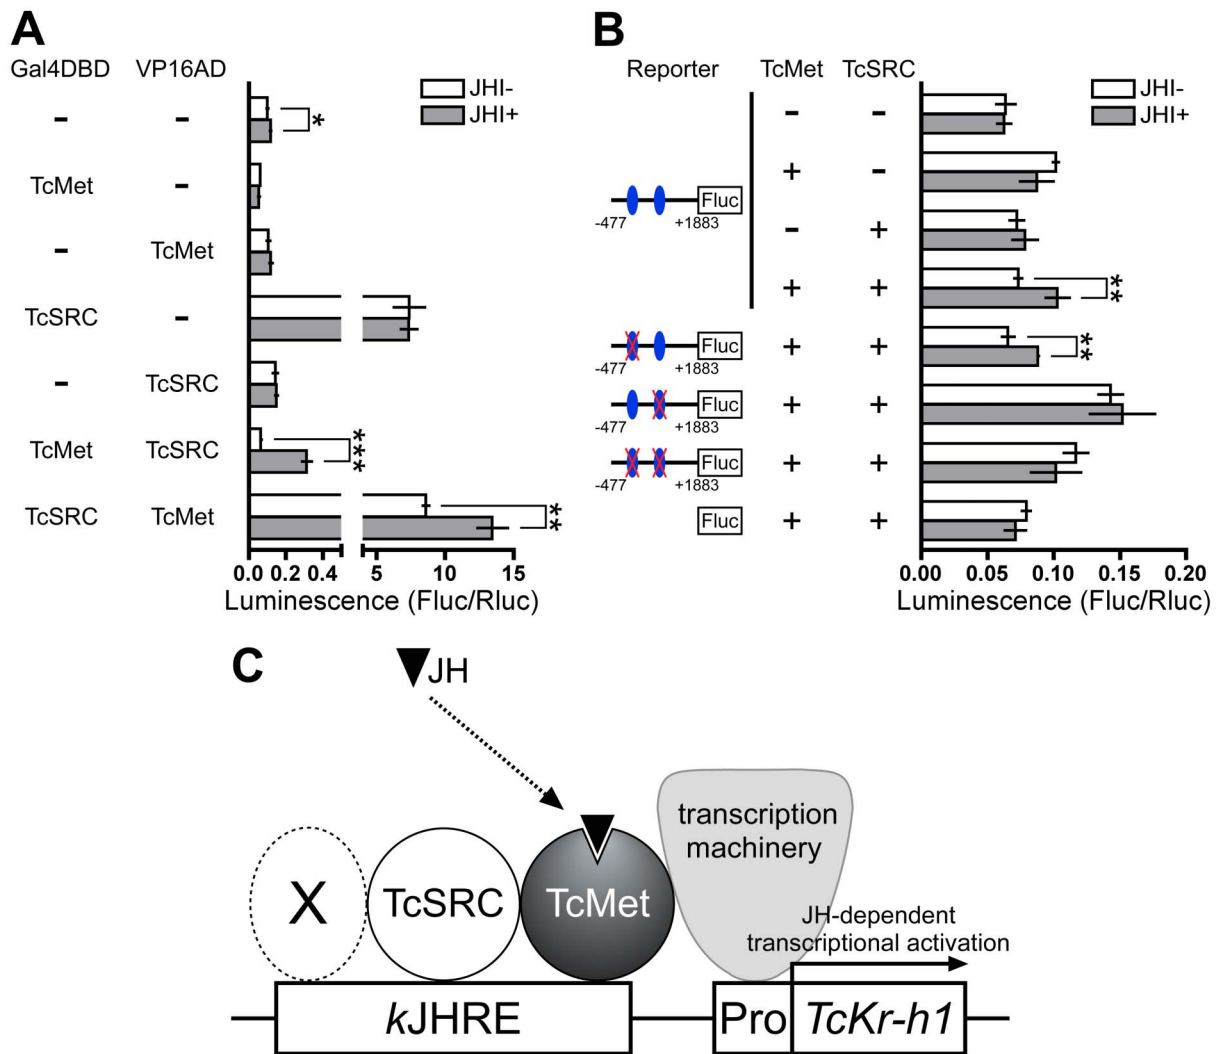 A
Gal4DBD VP16AD
JHI-
JHI+
- - *
TcMet -
- TcMet
TcSRC -
- TcSRC
TcMet TcSRC ***
TcSRC TcMet **
0.0 0.2 0.4 5 10 15
Luminescence (Fluc/Rluc)
B
Reporter TcMet TcSRC
JHI-
JHI+
- -
+ -
Fluc
-477 +1883
- +
+ + **
Fluc + + **
-477 +1883
Fluc + +
-477 +1883
Fluc + +
-477 +1883
Fluc + +
0.00 0.05 0.10 0.15 0.20
Luminescence (Fluc/Rluc)
C
JH
transcription
machinery
X TcSRC TcMet
JH-dependent
transcriptional activation
kJHRE Pro TcKr-h1